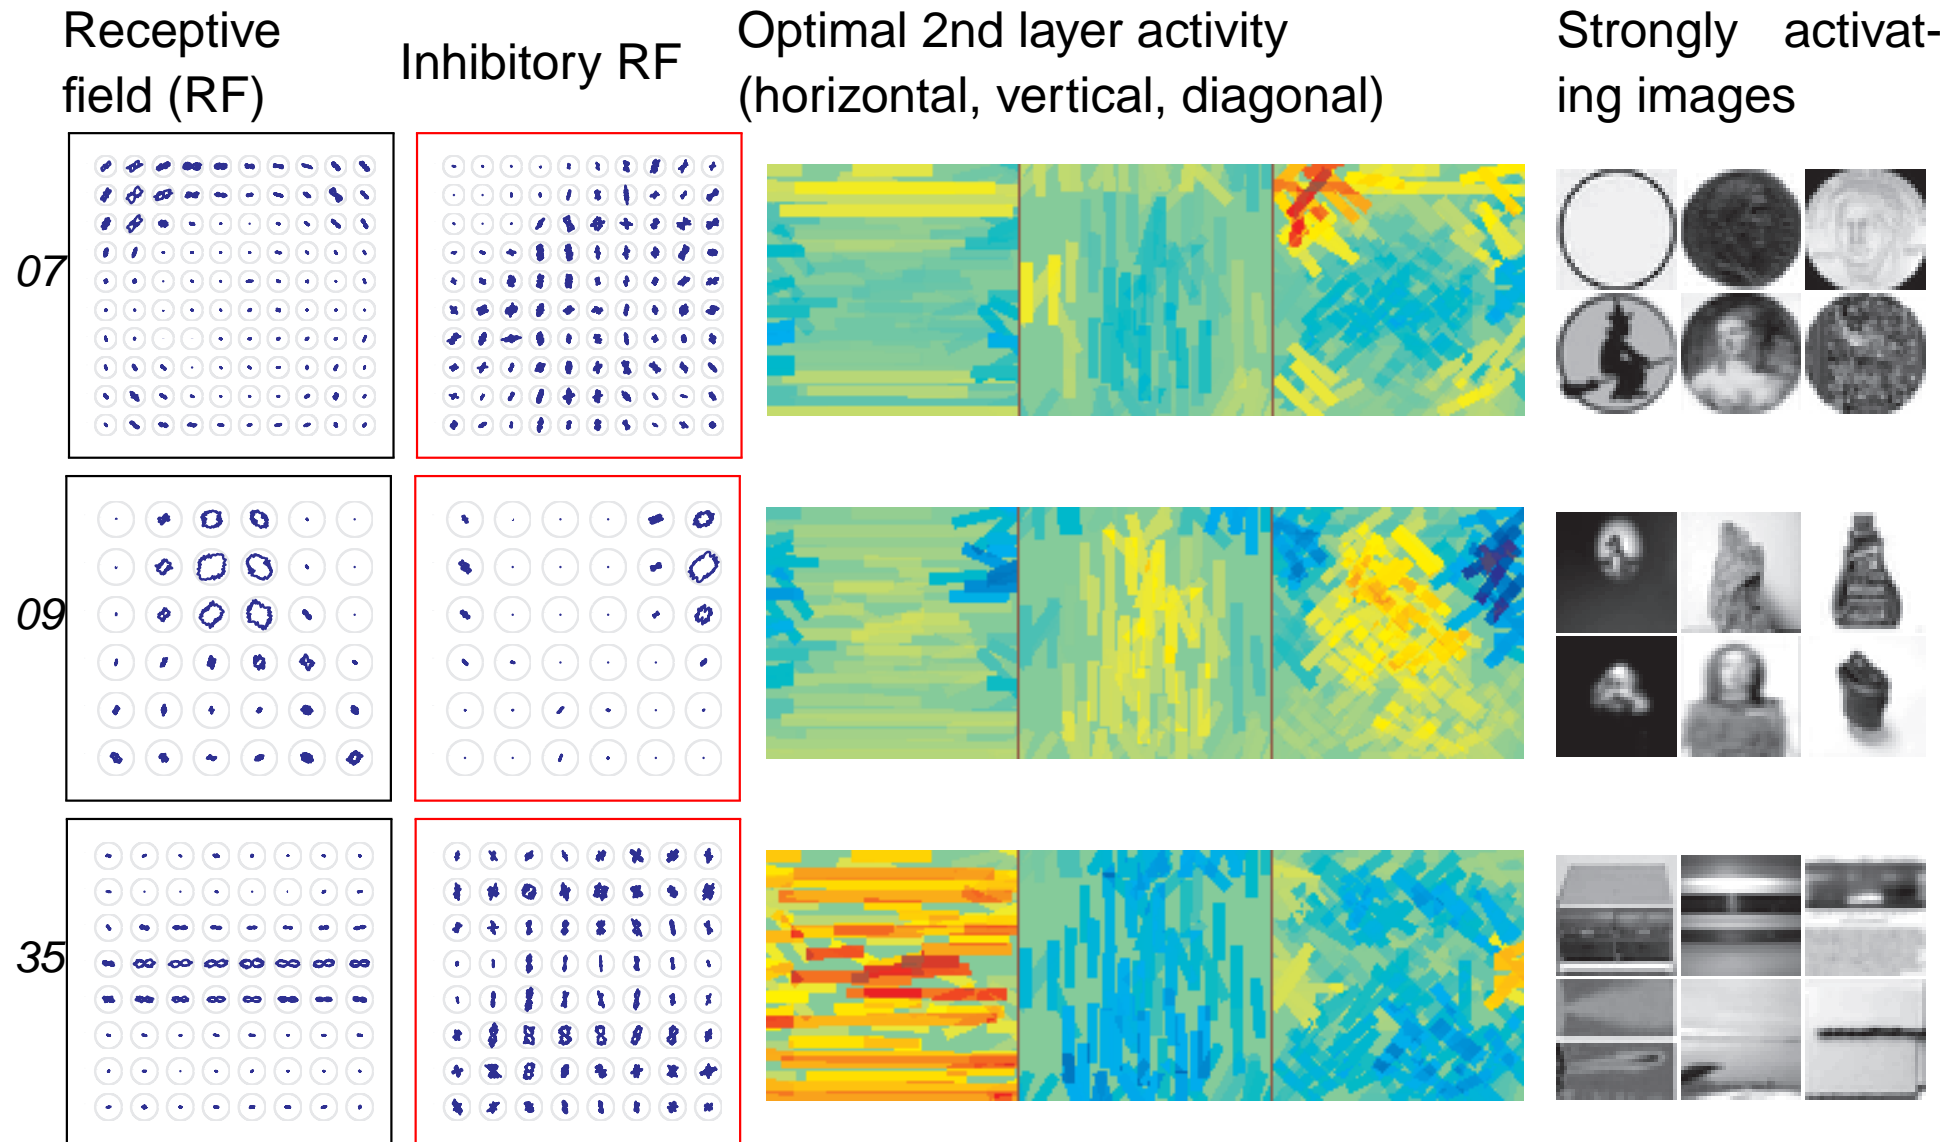 Receptive
field (RF)
Inhibitory RF
Optimal 2nd layer activity
(horizontal, vertical, diagonal)
Strongly activat-
ing images
07
09
35